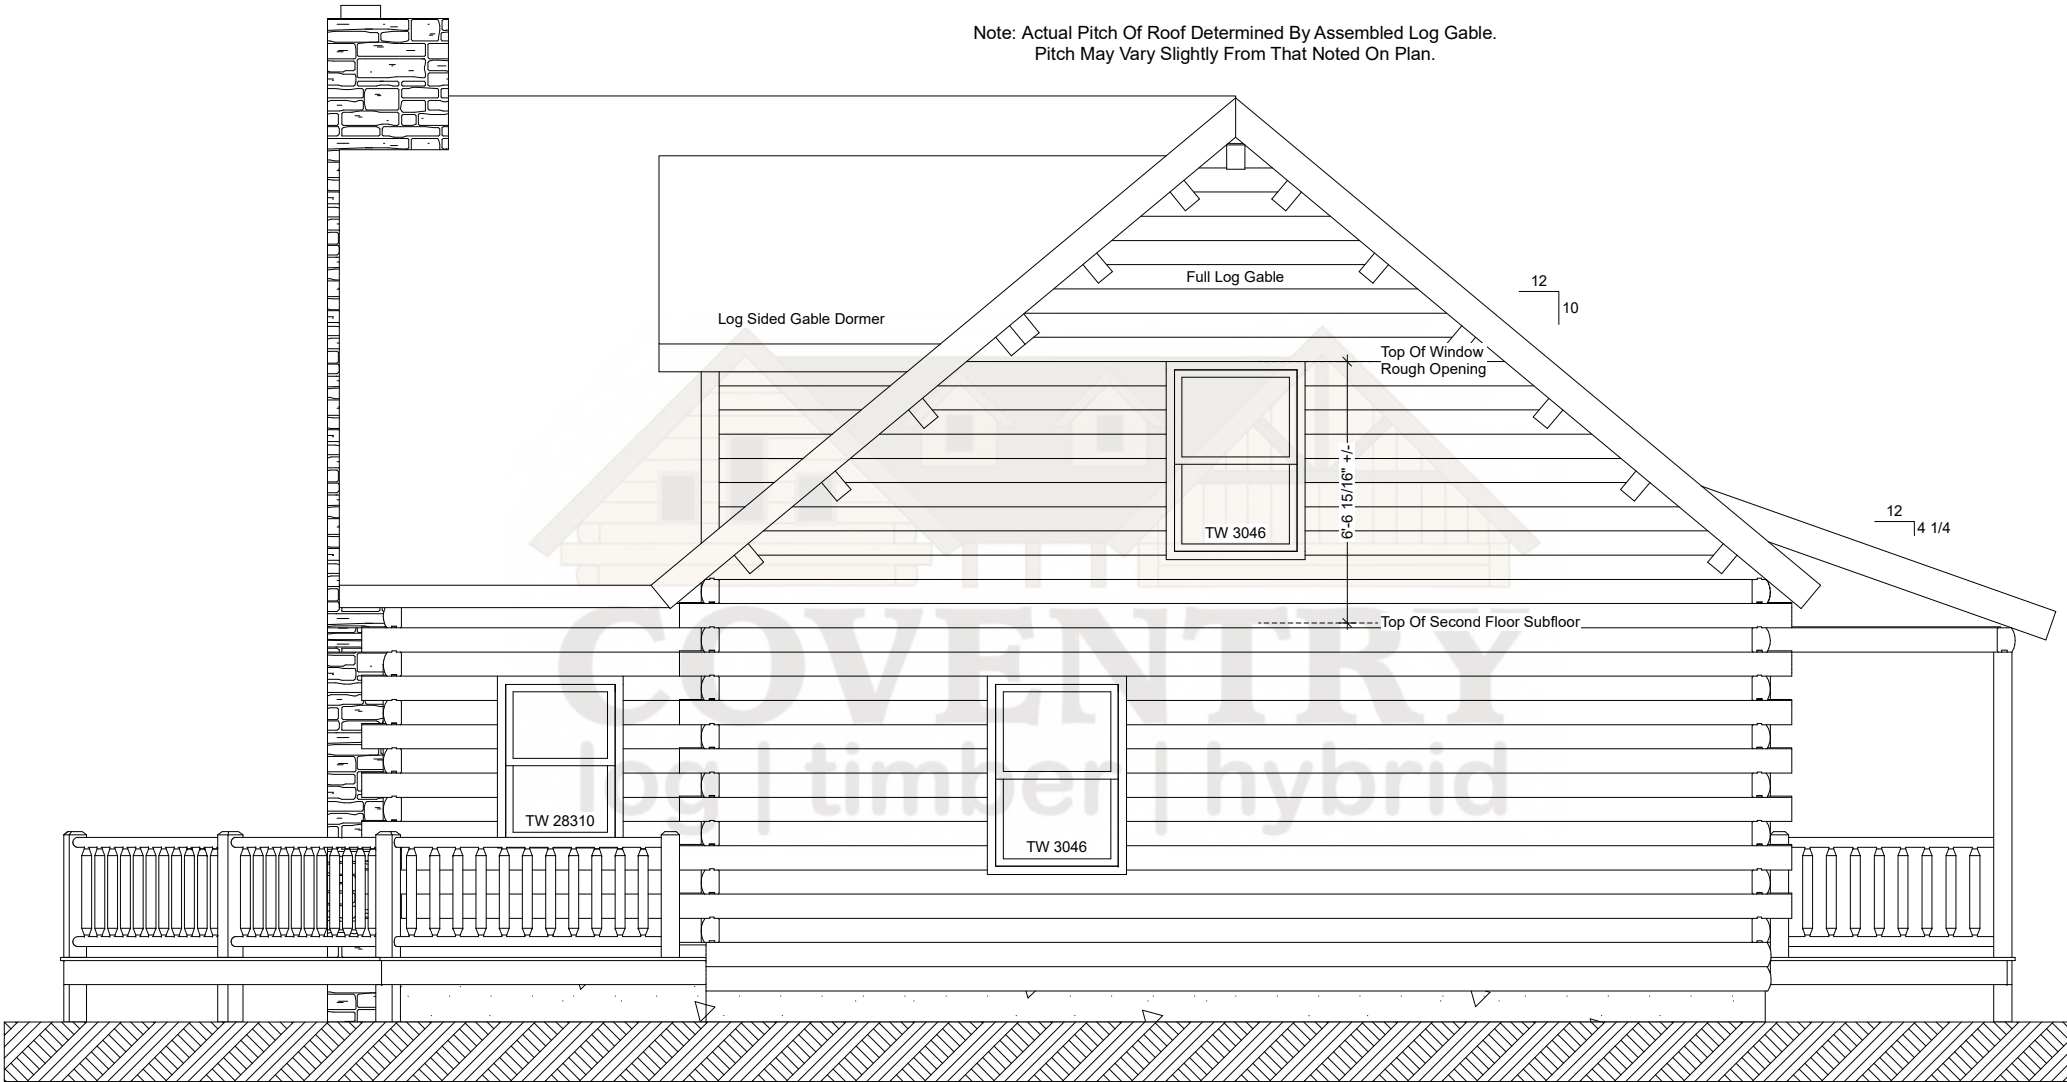 Note: Actual Pitch Of Roof Determined By Assembled Log Gable.
Pitch May Vary Slightly From That Noted On Plan.
12
10
Full Log Gable
Log Sided Gable Dormer
Top Of Window
Rough Opening
6'-6 15/16" +/-
12
4 1/4
TW 3046
Top Of Second Floor Subfloor
COVENTRY
log | timber | hybrid
TW 28310
TW 3046